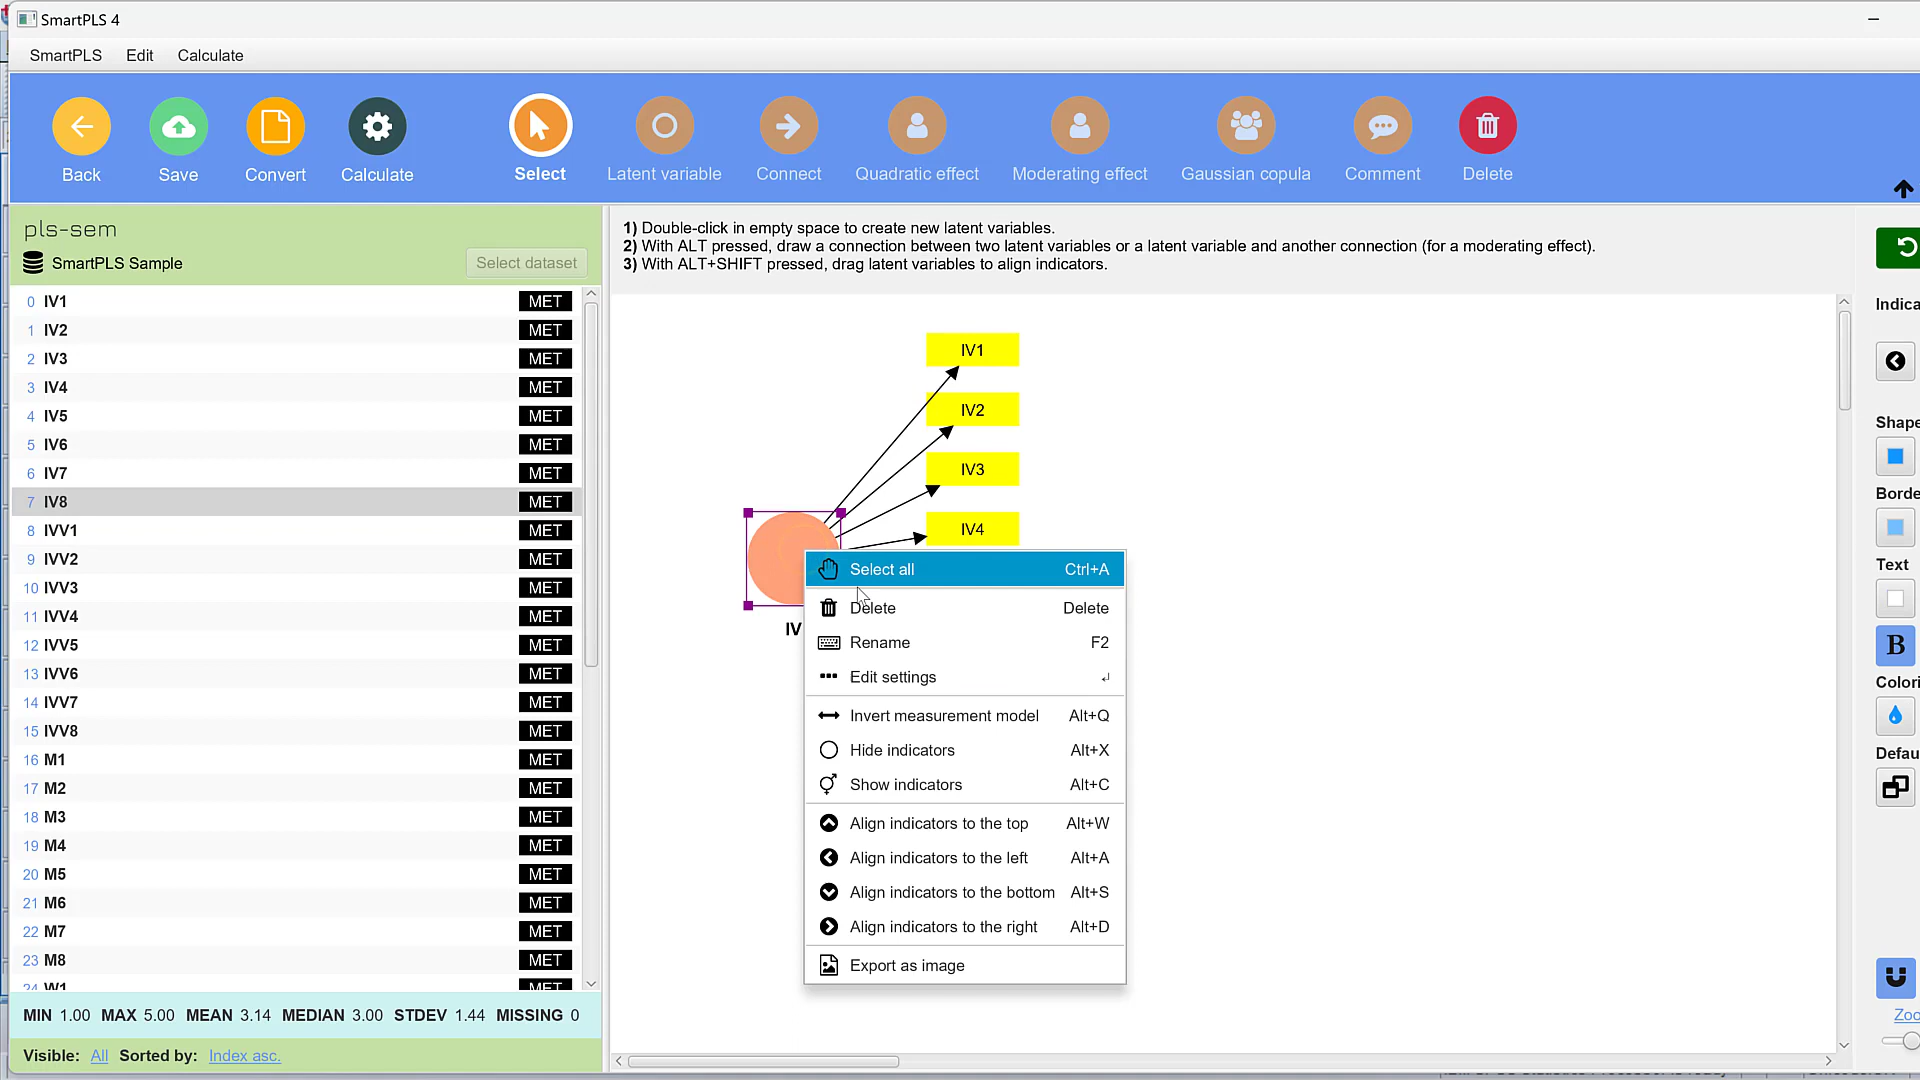 SmartPLS 4
SmartPLS Edit Calculate
Back Save Convert Calculate Select Latent variable Connect Quadratic effect Moderating effect Gaussian copula Comment Delete
pls-sem
SmartPLS Sample Select dataset
0 IV1 MET
1 IV2 MET
2 IV3 MET
3 IV4 MET
4 IV5 MET
5 IV6 MET
6 IV7 MET
7 IV8 MET
8 IVV1 MET
9 IVV2 MET
10 IVV3 MET
11 IVV4 MET
12 IVV5 MET
13 IVV6 MET
14 IVV7 MET
15 IVV8 MET
16 M1 MET
17 M2 MET
18 M3 MET
19 M4 MET
20 M5 MET
21 M6 MET
22 M7 MET
23 M8 MET
24 W1 MET
MIN 1.00 MAX 5.00 MEAN 3.14 MEDIAN 3.00 STDEV 1.44 MISSING 0
Visible: All Sorted by: Index asc.
1) Double-click in empty space to create new latent variables.
2) With ALT pressed, draw a connection between two latent variables or a latent variable and another connection (for a moderating effect).
3) With ALT+SHIFT pressed, drag latent variables to align indicators.
IV1
IV2
IV3
IV4
IV
Select all Ctrl+A
Delete Delete
Rename F2
Edit settings
Invert measurement model Alt+Q
Hide indicators Alt+X
Show indicators Alt+C
Align indicators to the top Alt+W
Align indicators to the left Alt+A
Align indicators to the bottom Alt+S
Align indicators to the right Alt+D
Export as image
Indica
Shape
Borde
Text
B
Colori
Defau
Zoo